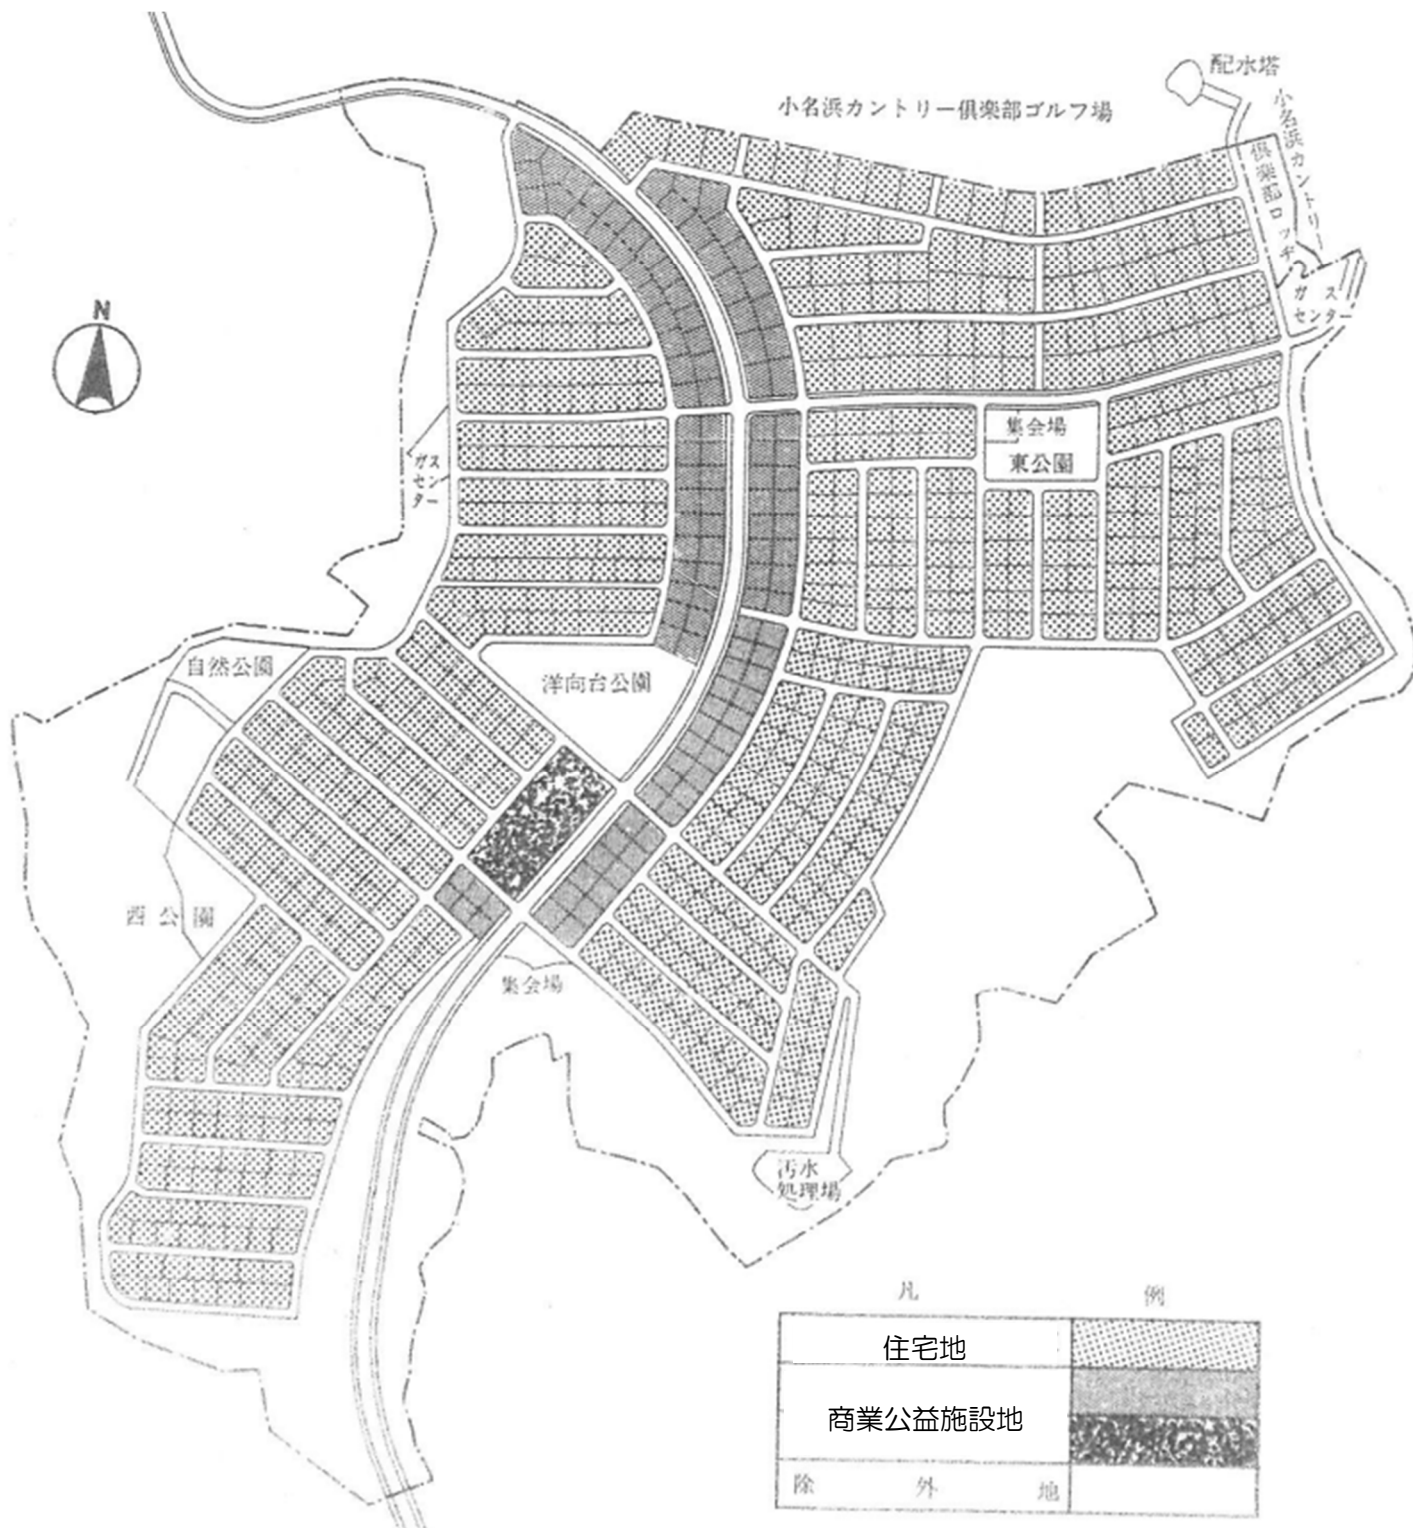 配水塔
小名浜カントリー倶楽部ゴルフ場
小名浜カントリー
倶楽部ロッヂ
N
ガス
センター
集会場
東公園
ガス
セン
ター
自然公園
洋向台公園
西公園
集会場
汚水
処理場
凡例
住宅地
商業公益施設地
除外地